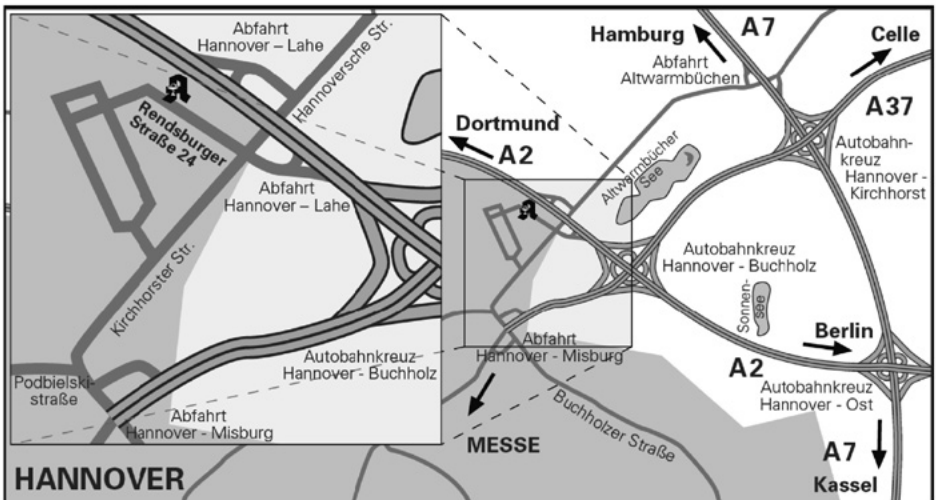 Abfahrt
Hannover – Lahe
Hannoversche Str.
Rendsburger
Straße 24
Abfahrt
Hannover – Lahe
Kirchhorster Str.
Autobahnkreuz
Hannover - Buchholz
Podbielski-
straße
Abfahrt
Hannover - Misburg
HANNOVER
Hamburg
A7
Celle
Abfahrt
Altwarmbüchen
A37
Dortmund
A2
Altwarmbücher
See
Autobahn-
kreuz
Hannover -
Kirchhorst
Autobahnkreuz
Hannover - Buchholz
Sonnen-
see
Berlin
Abfahrt
Hannover - Misburg
A2
Autobahnkreuz
Hannover - Ost
Buchholzer Straße
MESSE
A7
Kassel